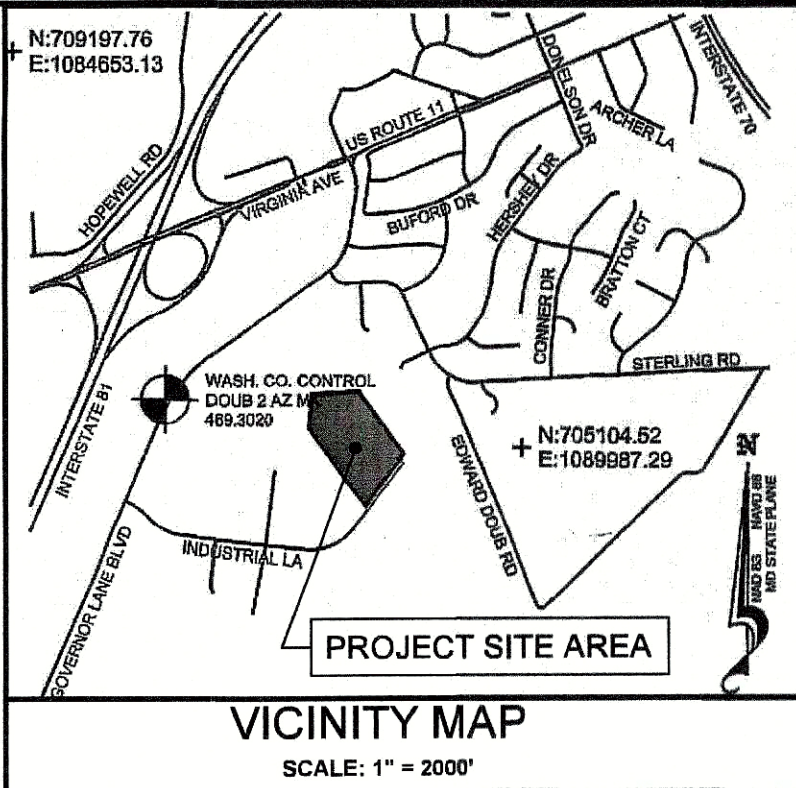 N:709197.76
E:1084653.13
HOPEWELL RD
US ROUTE 11
VIRGINIA AVE
DONELSON DR
INTERSTATE 70
ARCHER LA
BUFORD DR
HERSHEY DR
BRATTON CT
CONNER DR
STERLING RD
INTERSTATE 81
WASH. CO. CONTROL
DOUB 2 AZ MK
469.3020
N:705104.52
E:1089987.29
EDWARD DOUB RD
N
NAD 83 NAVD 88
MD STATE PLANE
INDUSTRIAL LA
GOVERNOR LANE BLVD
PROJECT SITE AREA
VICINITY MAP
SCALE: 1" = 2000'